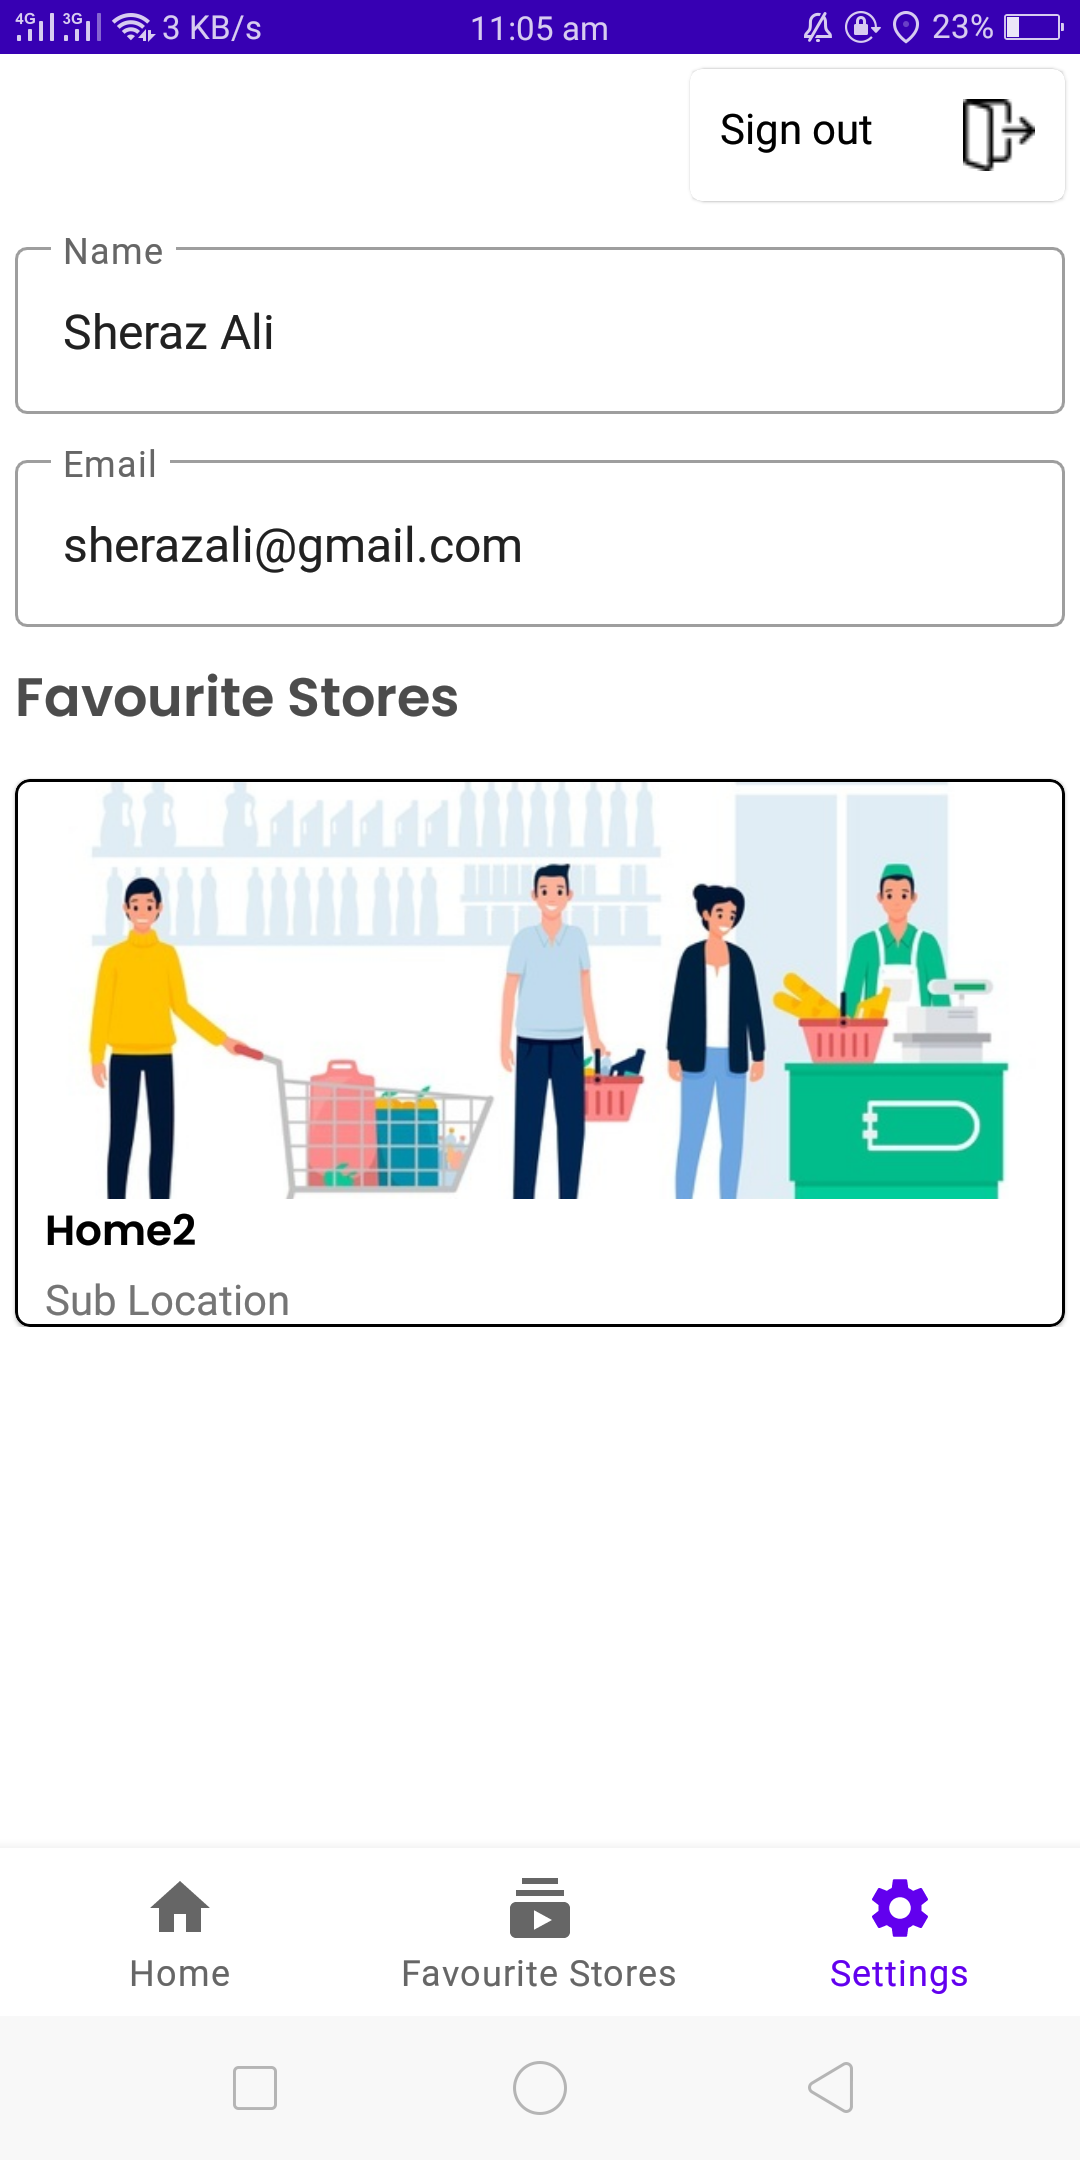 4G 3G 3 KB/s 11:05 am 23%
Sign out
Name
Sheraz Ali
Email
sherazali@gmail.com
Favourite Stores
Home2
Sub Location
Home Favourite Stores Settings